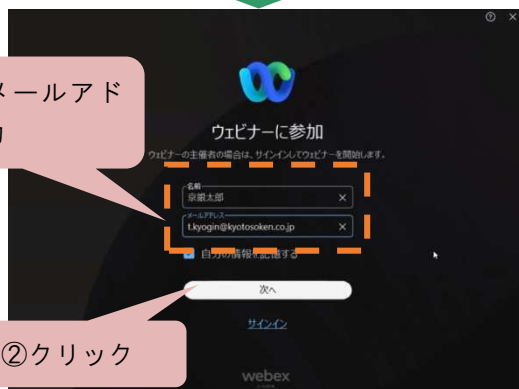 メールアド
ウェビナーに参加
ウェビナーの主催者の場合は、サインインしてウェビナーを開始します。
名前
京銀太郎
メールアドレス
t.kyogin@kyotosoken.co.jp
自分の情報を記憶する
次へ
サインイン
②クリック
webex